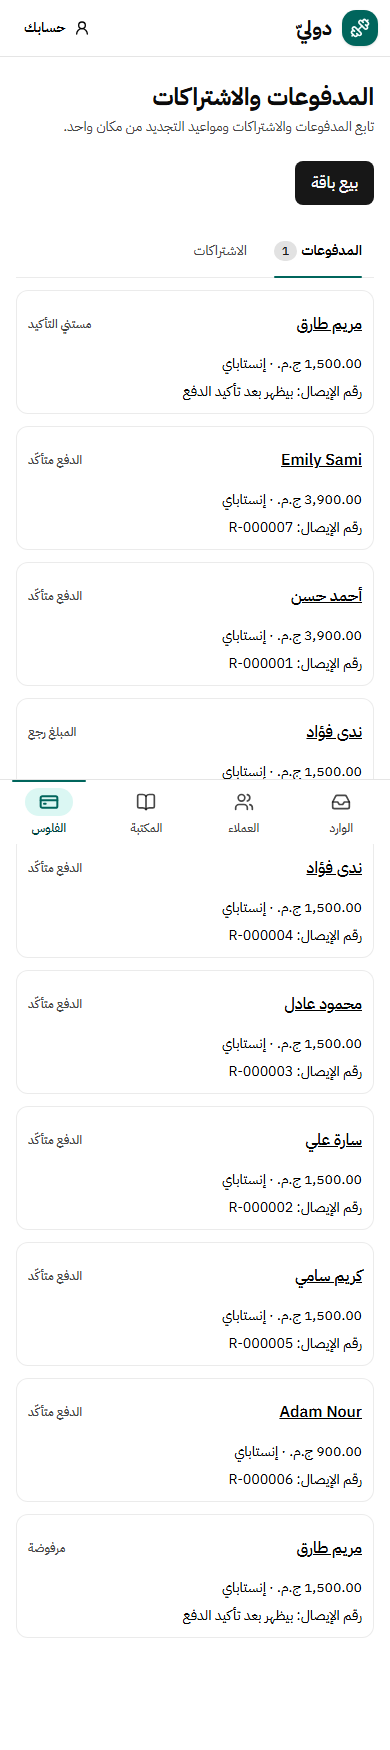 دوليّ
حسابك
المدفوعات والاشتراكات
تابع المدفوعات والاشتراكات ومواعيد التجديد من مكان واحد.
بيع باقة
المدفوعات 1
الاشتراكات
مريم طارق
مستني التأكيد
1,500.00 ج.م. · إنستاباي
رقم الإيصال: بيظهر بعد تأكيد الدفع
Emily Sami
الدفع متأكّد
3,900.00 ج.م. · إنستاباي
رقم الإيصال: R-000007
أحمد حسن
الدفع متأكّد
3,900.00 ج.م. · إنستاباي
رقم الإيصال: R-000001
ندى فؤاد
المبلغ رجع
1,500.00 ج.م. · إنستاباي
الوارد
العملاء
المكتبة
الفلوس
ندى فؤاد
الدفع متأكّد
1,500.00 ج.م. · إنستاباي
رقم الإيصال: R-000004
محمود عادل
الدفع متأكّد
1,500.00 ج.م. · إنستاباي
رقم الإيصال: R-000003
سارة علي
الدفع متأكّد
1,500.00 ج.م. · إنستاباي
رقم الإيصال: R-000002
كريم سامي
الدفع متأكّد
1,500.00 ج.م. · إنستاباي
رقم الإيصال: R-000005
Adam Nour
الدفع متأكّد
900.00 ج.م. · إنستاباي
رقم الإيصال: R-000006
مريم طارق
مرفوضة
1,500.00 ج.م. · إنستاباي
رقم الإيصال: بيظهر بعد تأكيد الدفع